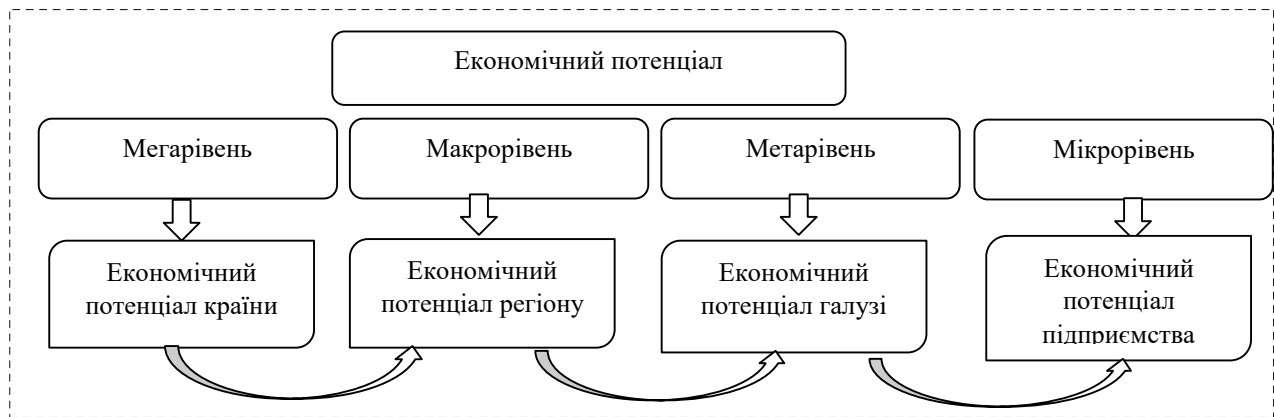 Економічний потенціал
Мегарівень
Макрорівень
Метарівень
Мікрорівень
Економічний
потенціал країни
Економічний
потенціал регіону
Економічний
потенціал галузі
Економічний
потенціал
підприємства